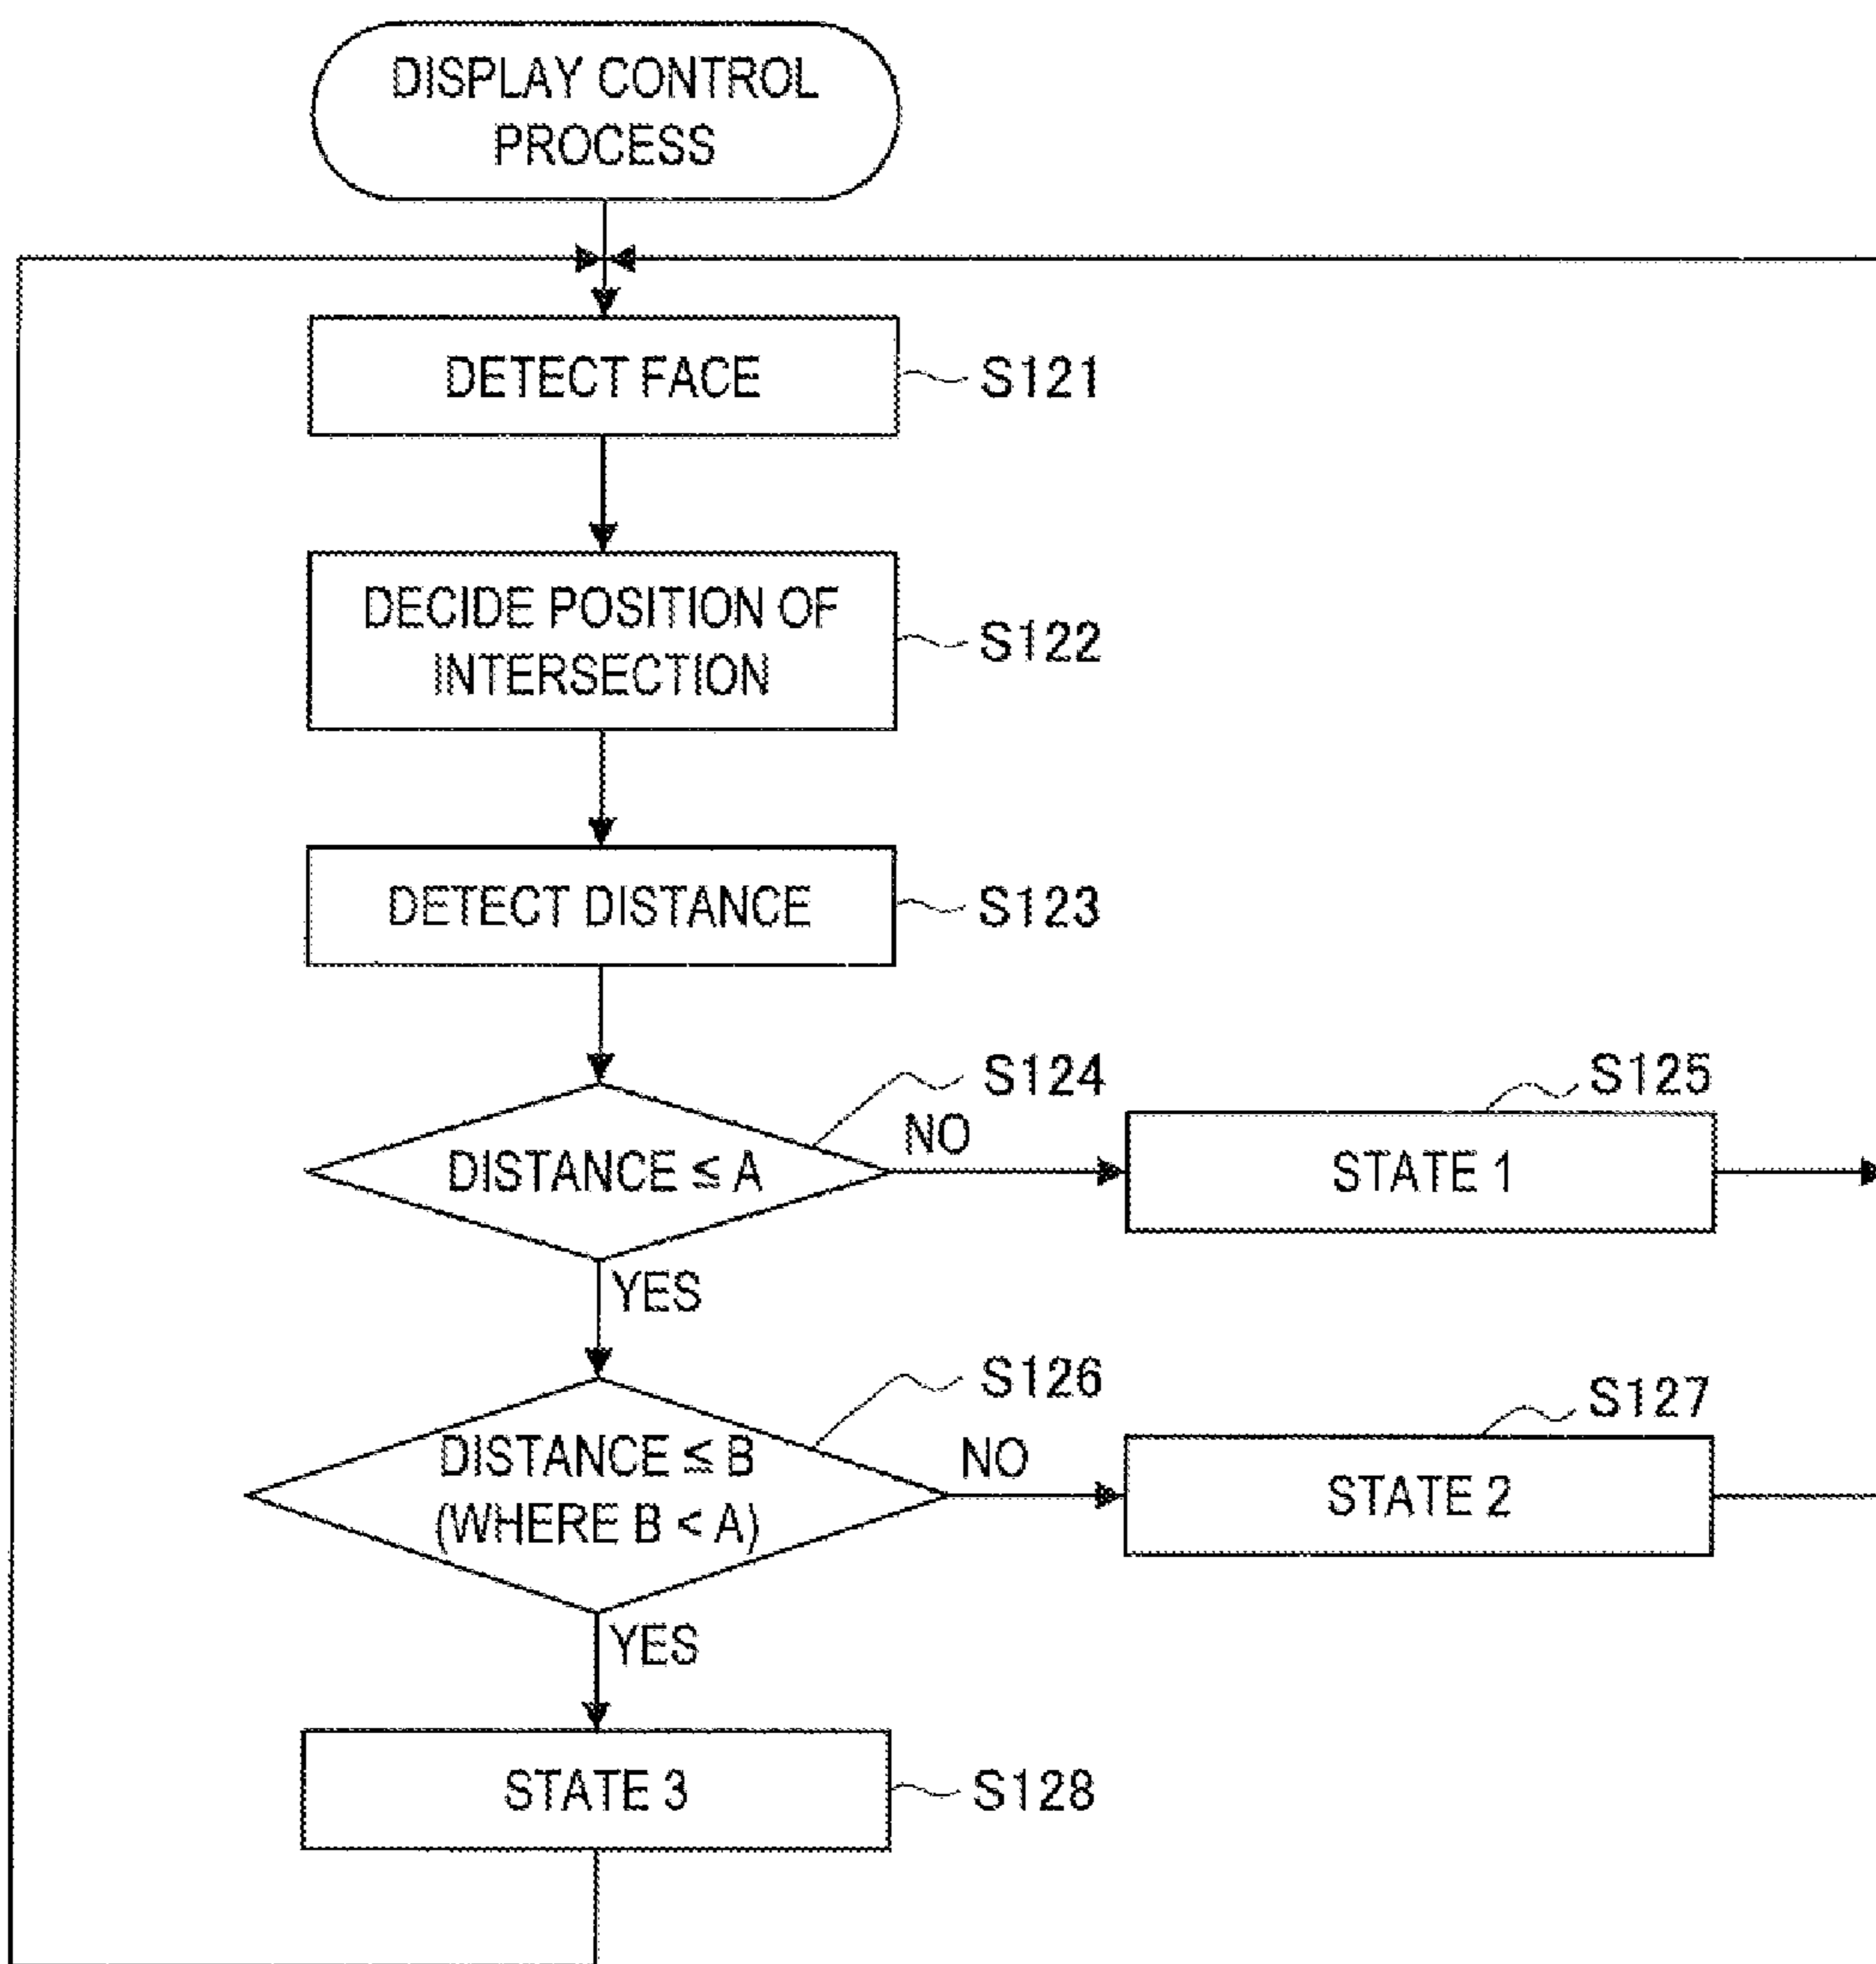 DISPLAY CONTROL
PROCESS
DETECT FACE
S121
DECIDE POSITION OF
INTERSECTION
S122
DETECT DISTANCE
S123
S124
DISTANCE ≦ A
NO
S125
STATE 1
YES
S126
DISTANCE ≦ B
(WHERE B < A)
NO
S127
STATE 2
YES
STATE 3
S128